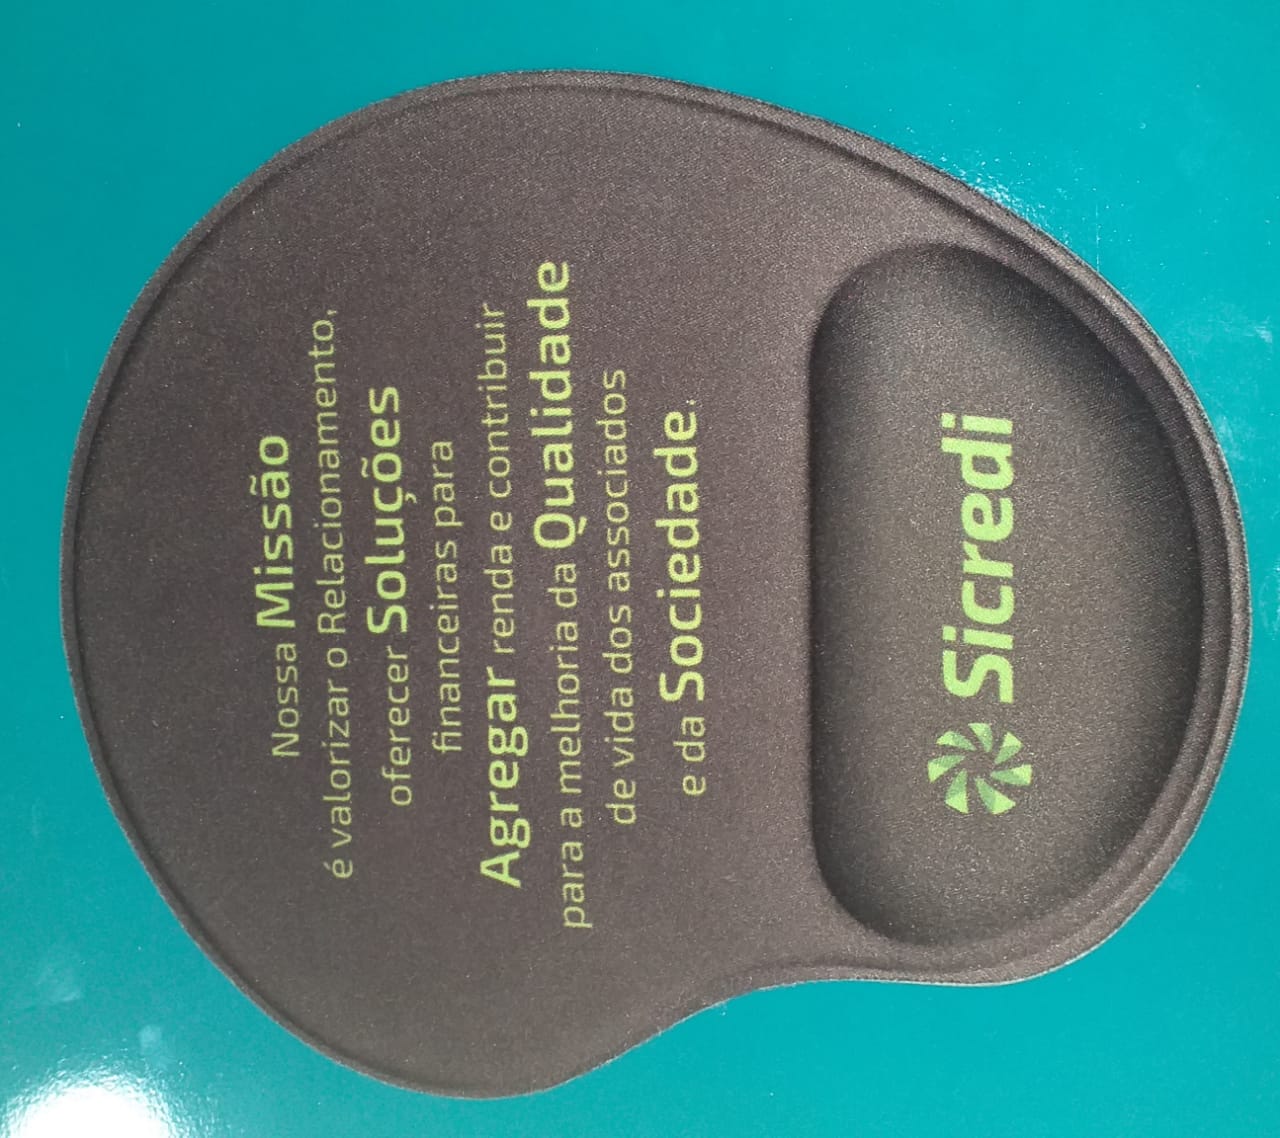 Nossa Missão
é valorizar o Relacionamento,
oferecer Soluções
financeiras para
Agregar renda e contribuir
para a melhoria da Qualidade
de vida dos associados
e da Sociedade.
Sicredi